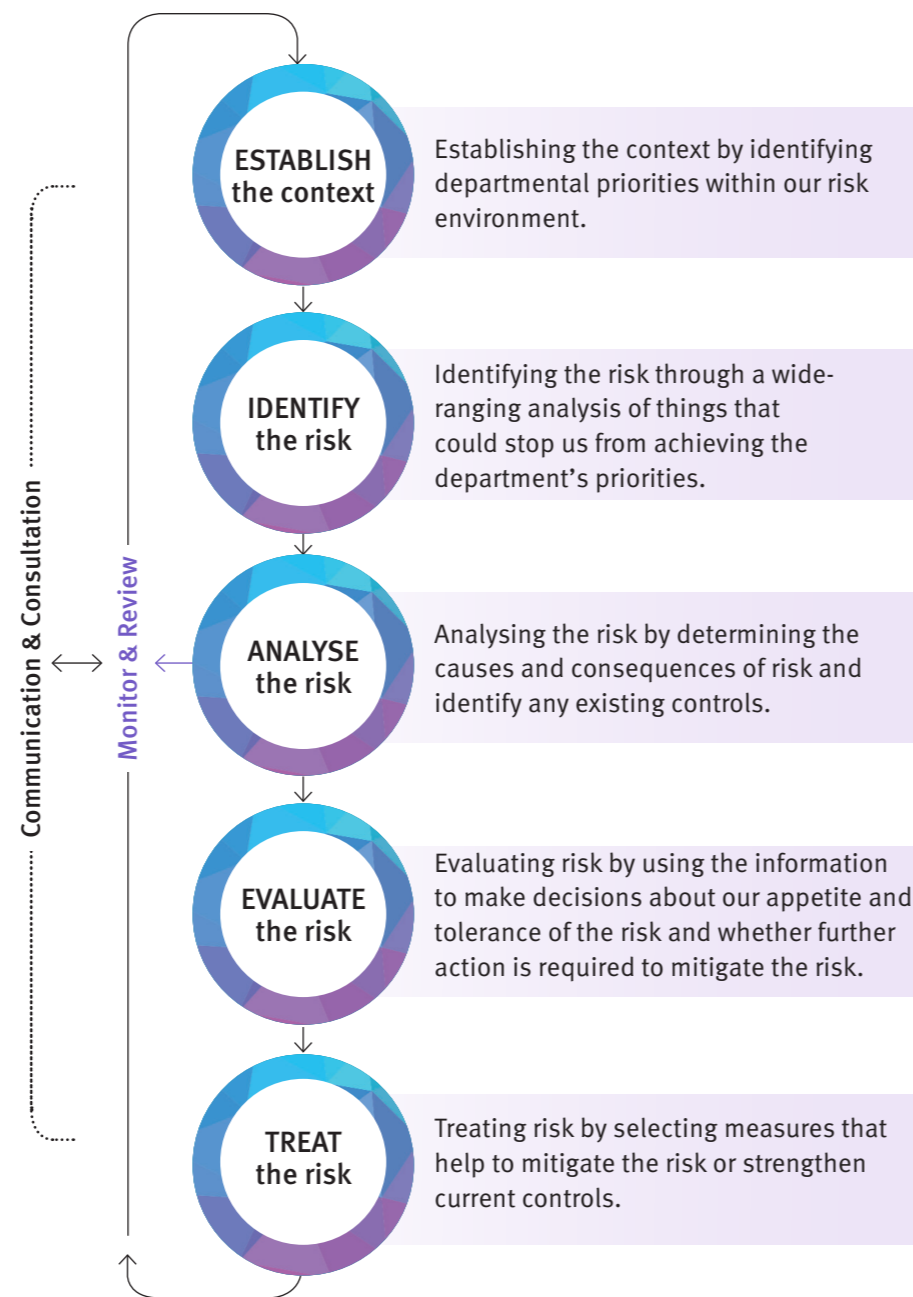 ESTABLISH
the context
Establishing the context by identifying
departmental priorities within our risk
environment.
IDENTIFY
the risk
Identifying the risk through a wide-
ranging analysis of things that
could stop us from achieving the
department’s priorities.
Communication & Consultation
Monitor & Review
ANALYSE
the risk
Analysing the risk by determining the
causes and consequences of risk and
identify any existing controls.
EVALUATE
the risk
Evaluating risk by using the information
to make decisions about our appetite and
tolerance of the risk and whether further
action is required to mitigate the risk.
TREAT
the risk
Treating risk by selecting measures that
help to mitigate the risk or strengthen
current controls.